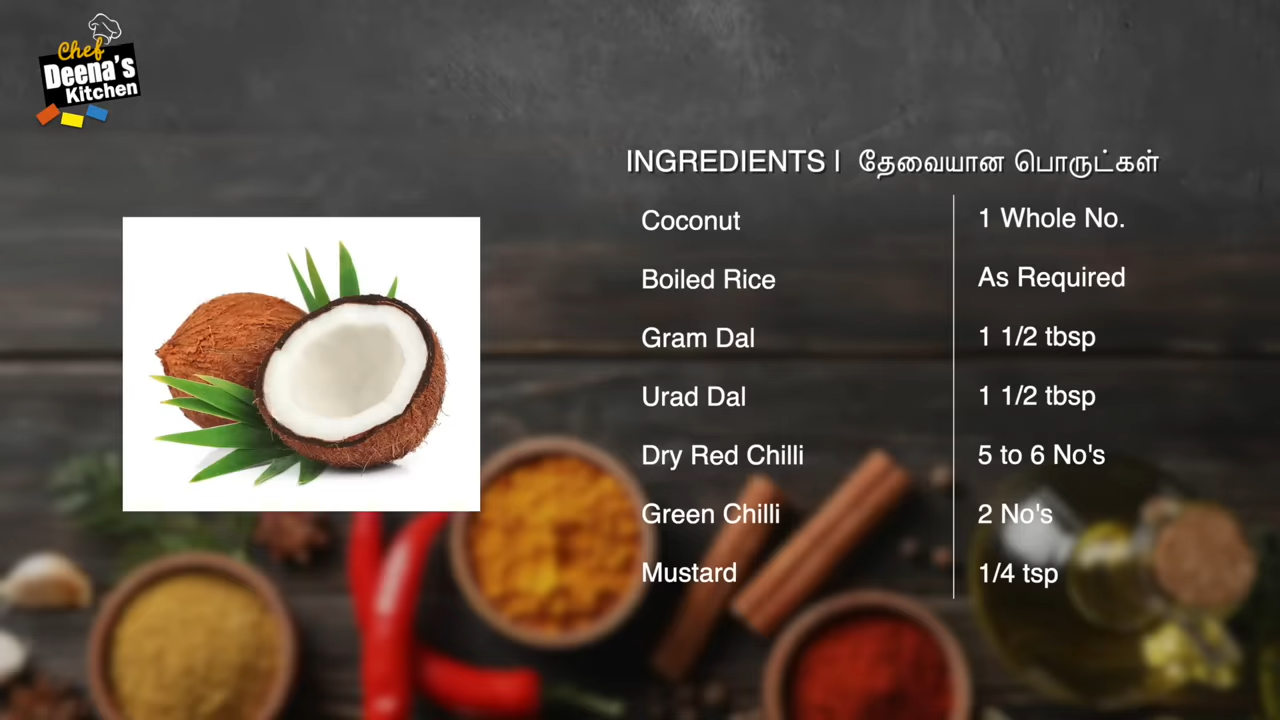 Chef
Deena's
Kitchen
INGREDIENTS | தேவையான பொருட்கள்
Coconut 1 Whole No.
Boiled Rice As Required
Gram Dal 1 1/2 tbsp
Urad Dal 1 1/2 tbsp
Dry Red Chilli 5 to 6 No's
Green Chilli 2 No's
Mustard 1/4 tsp